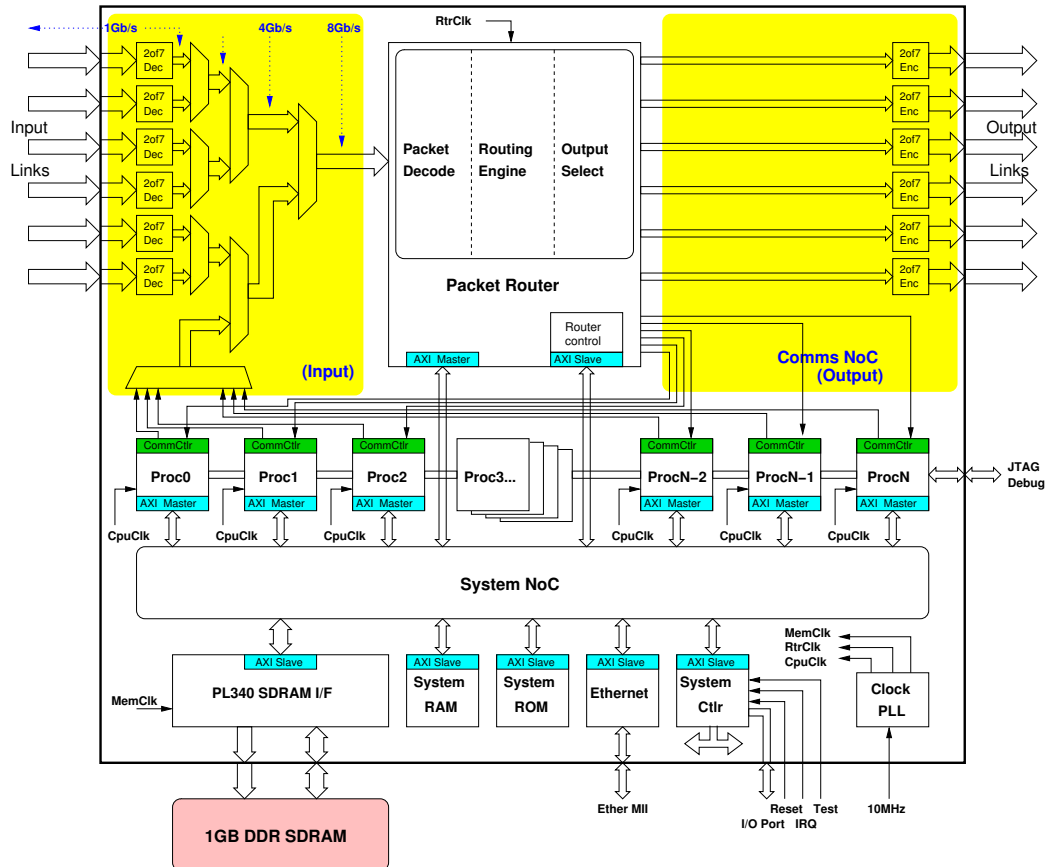 RtrClk
1Gb/s
4Gb/s
8Gb/s
2of7
Dec
2of7
Dec
2of7
Dec
2of7
Dec
2of7
Dec
2of7
Dec
Input
Links
Packet
Decode
Routing
Engine
Output
Select
Packet Router
Router
control
AXI Master
AXI Slave
2of7
Enc
2of7
Enc
2of7
Enc
2of7
Enc
2of7
Enc
2of7
Enc
Output
Links
(Input)
Comms NoC
(Output)
CommCtlr
Proc0
AXI Master
CommCtlr
Proc1
AXI Master
CommCtlr
Proc2
AXI Master
Proc3...
CommCtlr
ProcN-2
AXI Master
CommCtlr
ProcN-1
AXI Master
CommCtlr
ProcN
AXI Master
JTAG
Debug
CpuClk
CpuClk
CpuClk
CpuClk
CpuClk
CpuClk
System NoC
AXI Slave
PL340 SDRAM I/F
MemClk
AXI Slave
System
RAM
AXI Slave
System
ROM
AXI Slave
Ethernet
AXI Slave
System
Ctlr
MemClk
RtrClk
CpuClk
Clock
PLL
Ether MII
Reset
Test
I/O Port
IRQ
10MHz
1GB DDR SDRAM